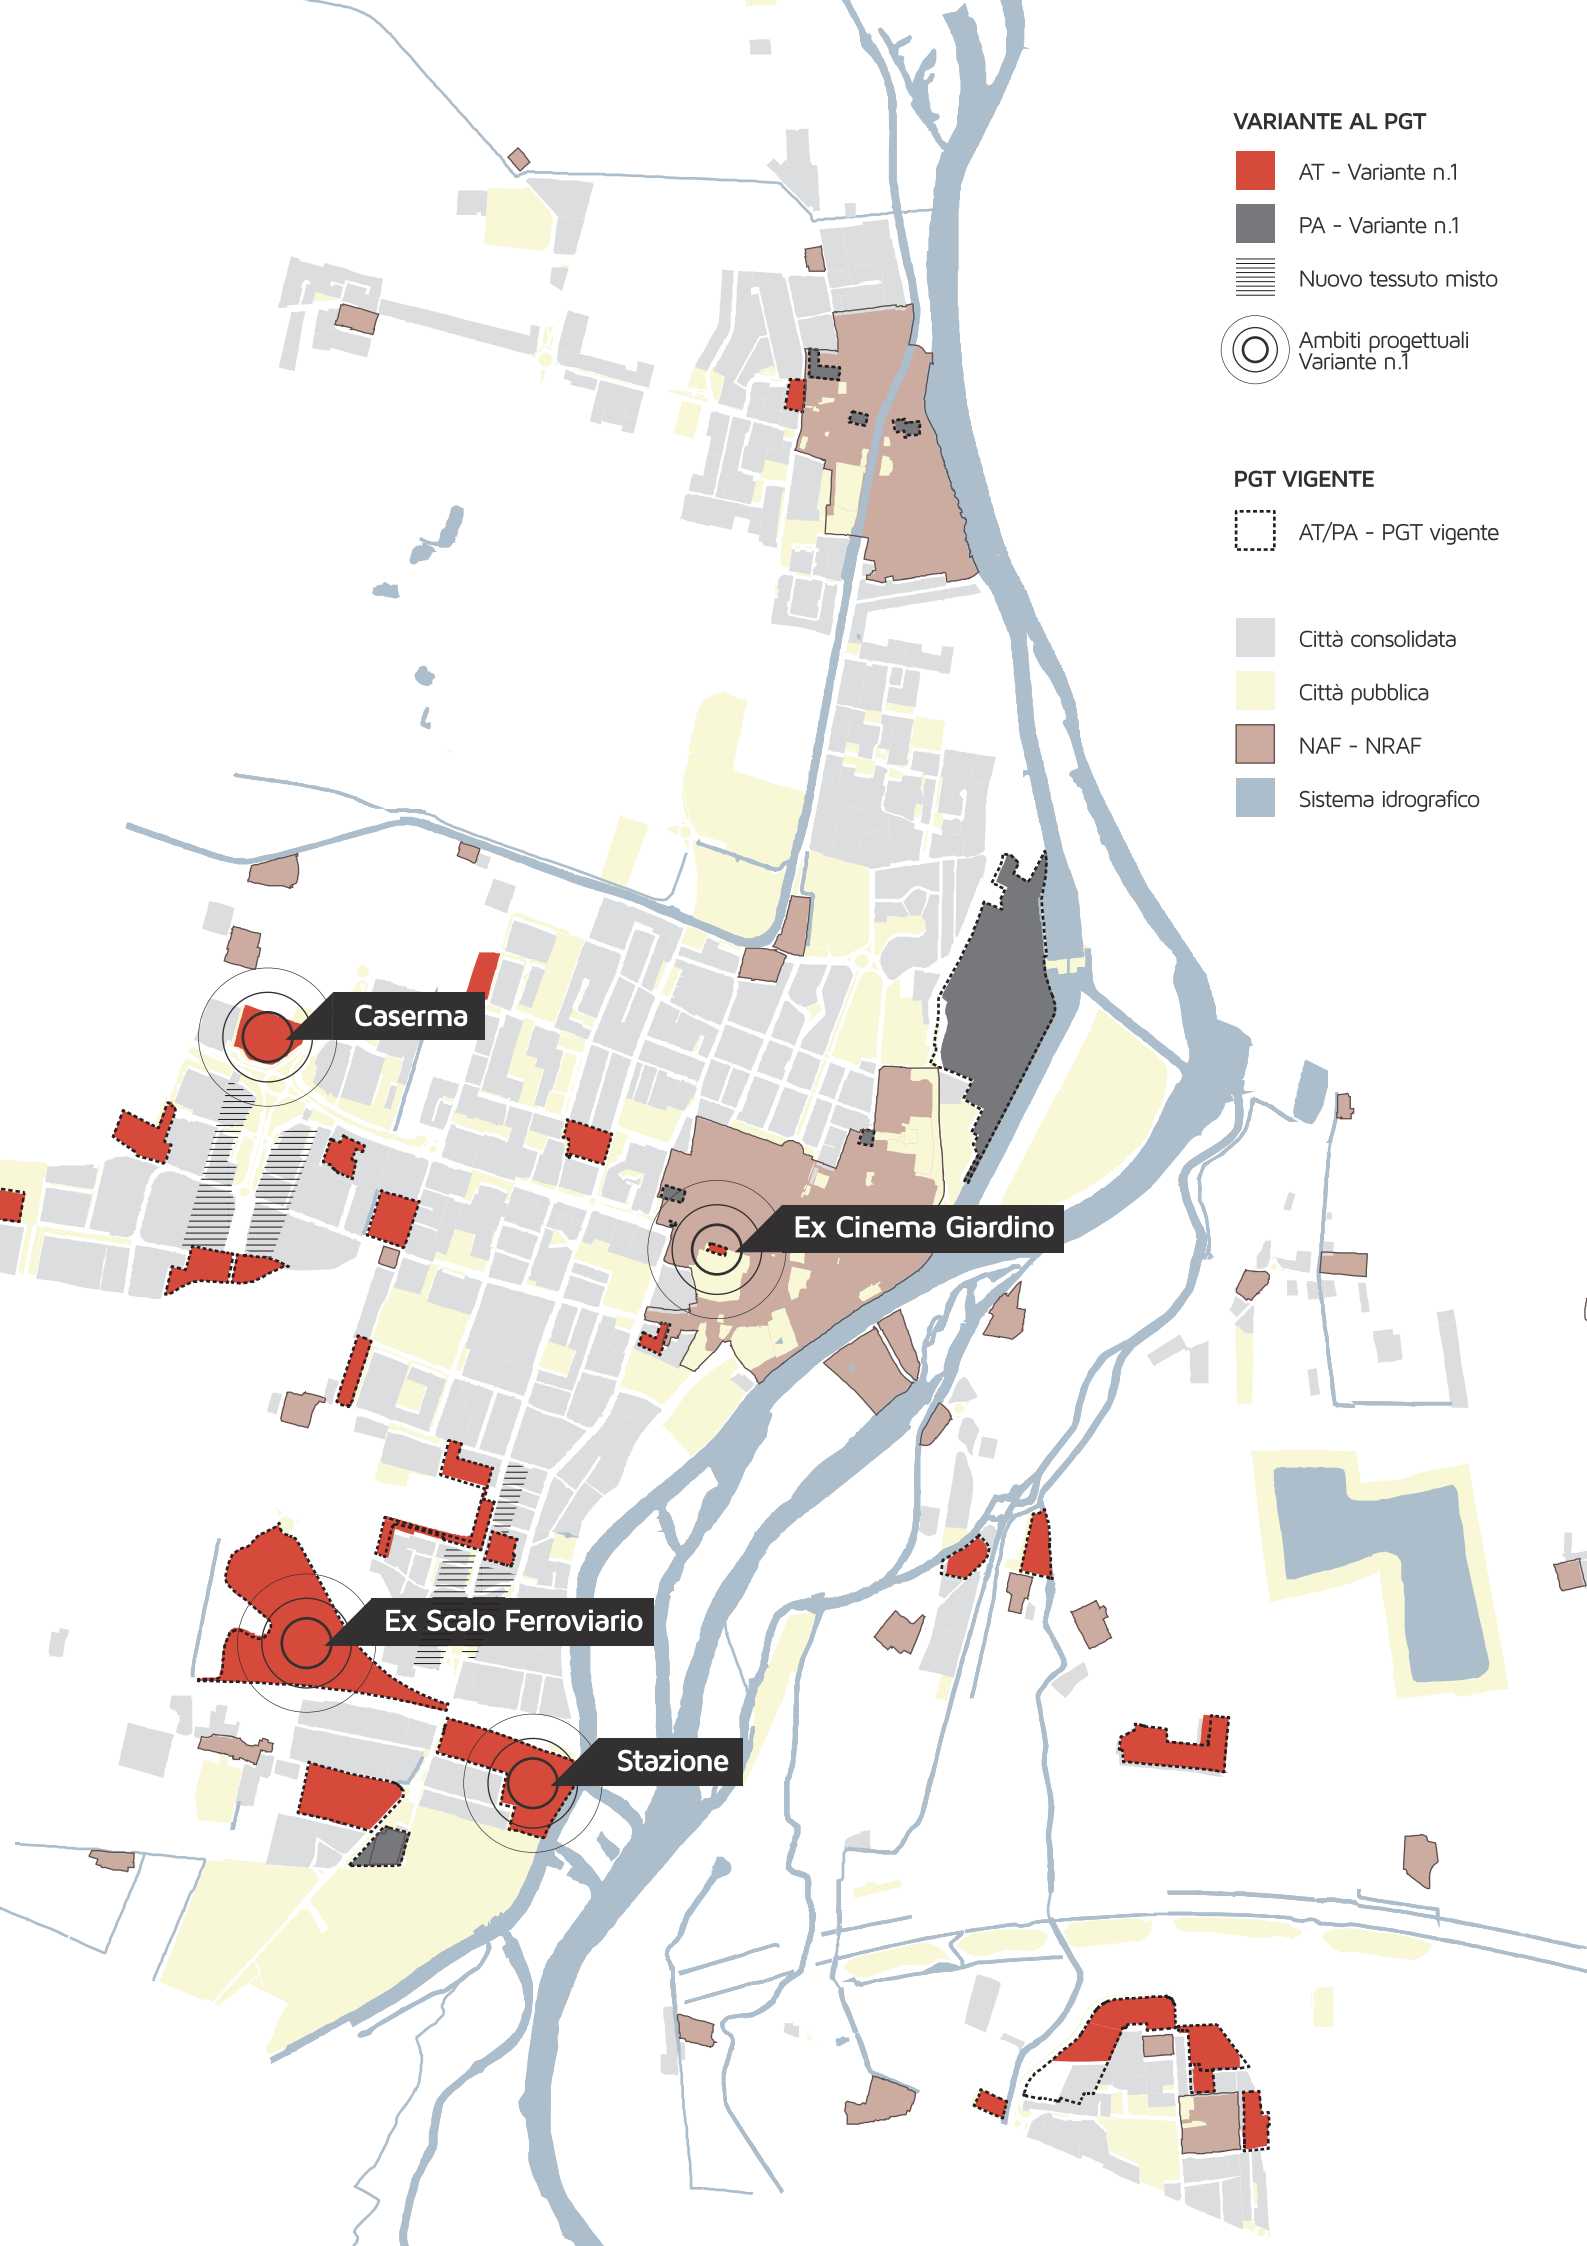 VARIANTE AL PGT
AT - Variante n.1
PA - Variante n.1
Nuovo tessuto misto
Ambiti progettuali
Variante n.1
PGT VIGENTE
AT/PA - PGT vigente
Città consolidata
Città pubblica
NAF - NRAF
Sistema idrografico
Caserma
Ex Cinema Giardino
Ex Scalo Ferroviario
Stazione